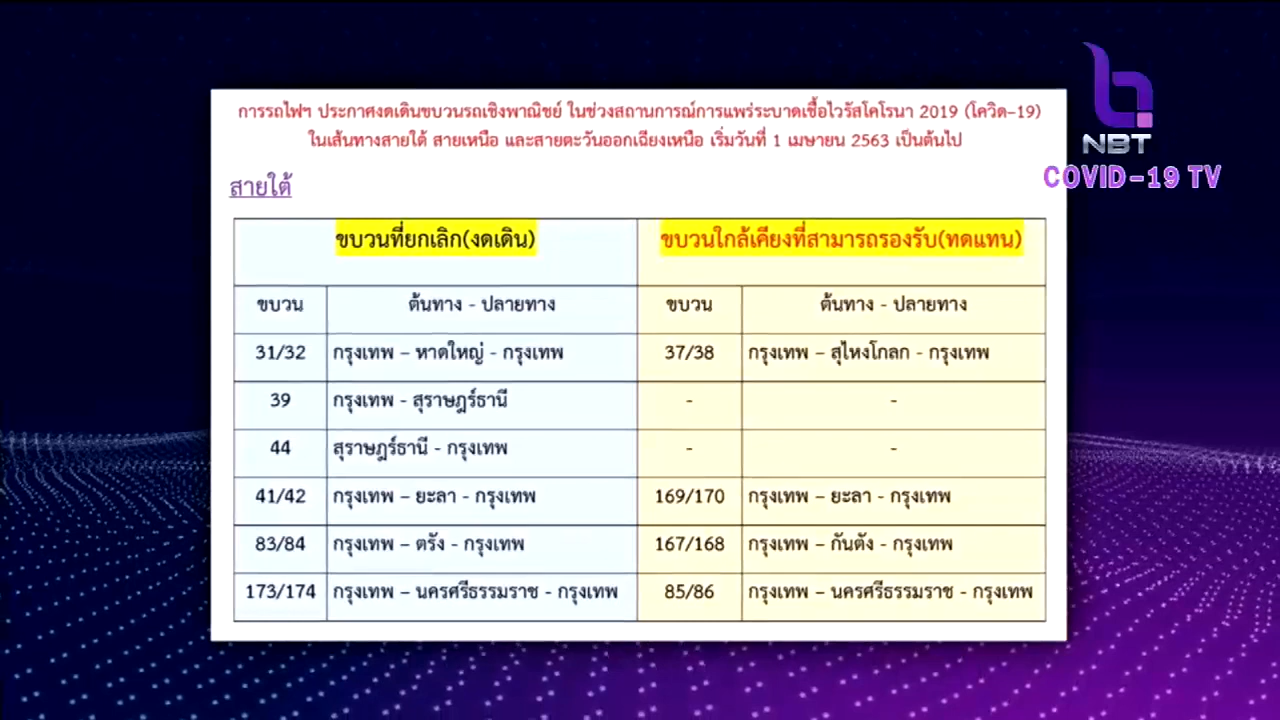 การรถไฟฯ ประกาศงดเดินขบวนรถเชิงพาณิชย์ ในช่วงสถานการณ์การแพร่ระบาดเชื้อไวรัสโคโรนา 2019 (โควิด-19)
ในเส้นทางสายใต้ สายเหนือ และสายตะวันออกเฉียงเหนือ เริ่มวันที่ 1 เมษายน 2563 เป็นต้นไป
NBT
COVID-19 TV
สายใต้
ขบวนที่ยกเลิก(งดเดิน) ขบวนใกล้เคียงที่สามารถรองรับ(ทดแทน)
ขบวน ต้นทาง - ปลายทาง ขบวน ต้นทาง - ปลายทาง
31/32 กรุงเทพ – หาดใหญ่ - กรุงเทพ 37/38 กรุงเทพ – สุไหงโกลก - กรุงเทพ
39 กรุงเทพ - สุราษฎร์ธานี - -
44 สุราษฎร์ธานี - กรุงเทพ - -
41/42 กรุงเทพ – ยะลา - กรุงเทพ 169/170 กรุงเทพ – ยะลา - กรุงเทพ
83/84 กรุงเทพ – ตรัง - กรุงเทพ 167/168 กรุงเทพ – กันตัง - กรุงเทพ
173/174 กรุงเทพ – นครศรีธรรมราช - กรุงเทพ 85/86 กรุงเทพ – นครศรีธรรมราช - กรุงเทพ